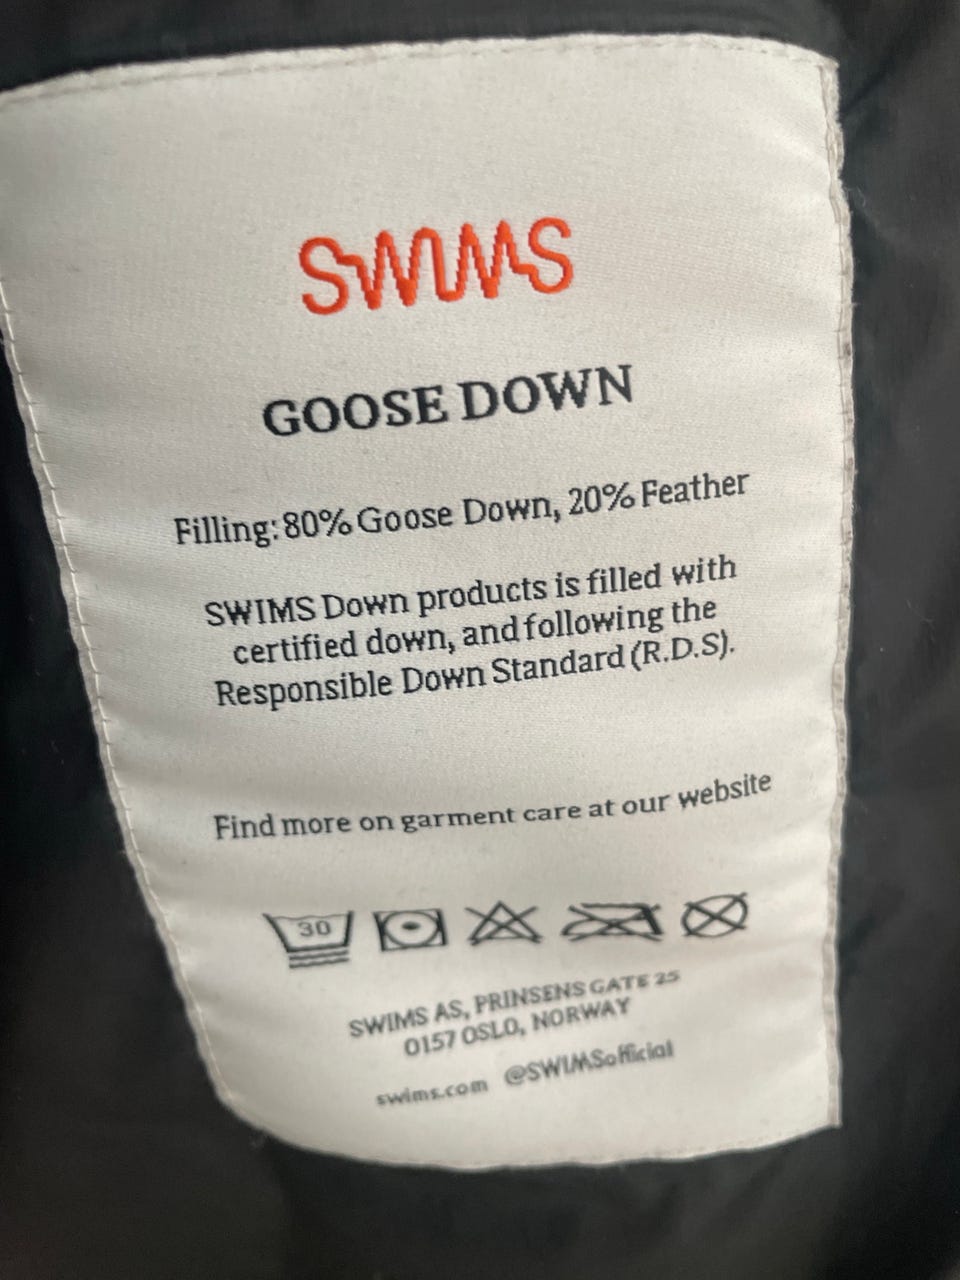 SWIMS
GOOSE DOWN
Filling: 80% Goose Down, 20% Feather
SWIMS Down products is filled with
certified down, and following the
Responsible Down Standard (R.D.S).
Find more on garment care at our website
30
SWIMS AS, PRINSENS GATE 25
0157 OSLO, NORWAY
swims.com @SWIMSofficial